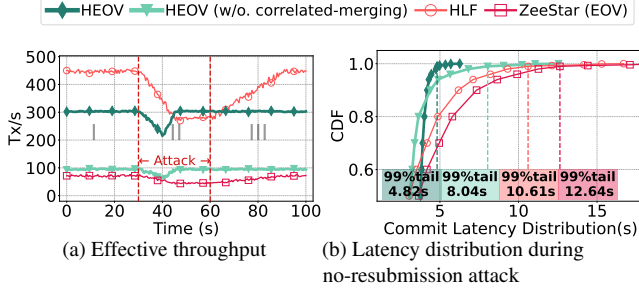 HEOV HEOV (w/o. correlated-merging) HLF ZeeStar (EOV)
500
400
300
200
100
0
Tx/s
I II III
Attack
0 20 40 60 80 100
Time (s)
(a) Effective throughput
1.0
0.8
0.6
CDF
99%tail 99%tail 99%tail 99%tail
4.82s 8.04s 10.61s 12.64s
5 10 15
Commit Latency Distribution(s)
(b) Latency distribution during
no-resubmission attack